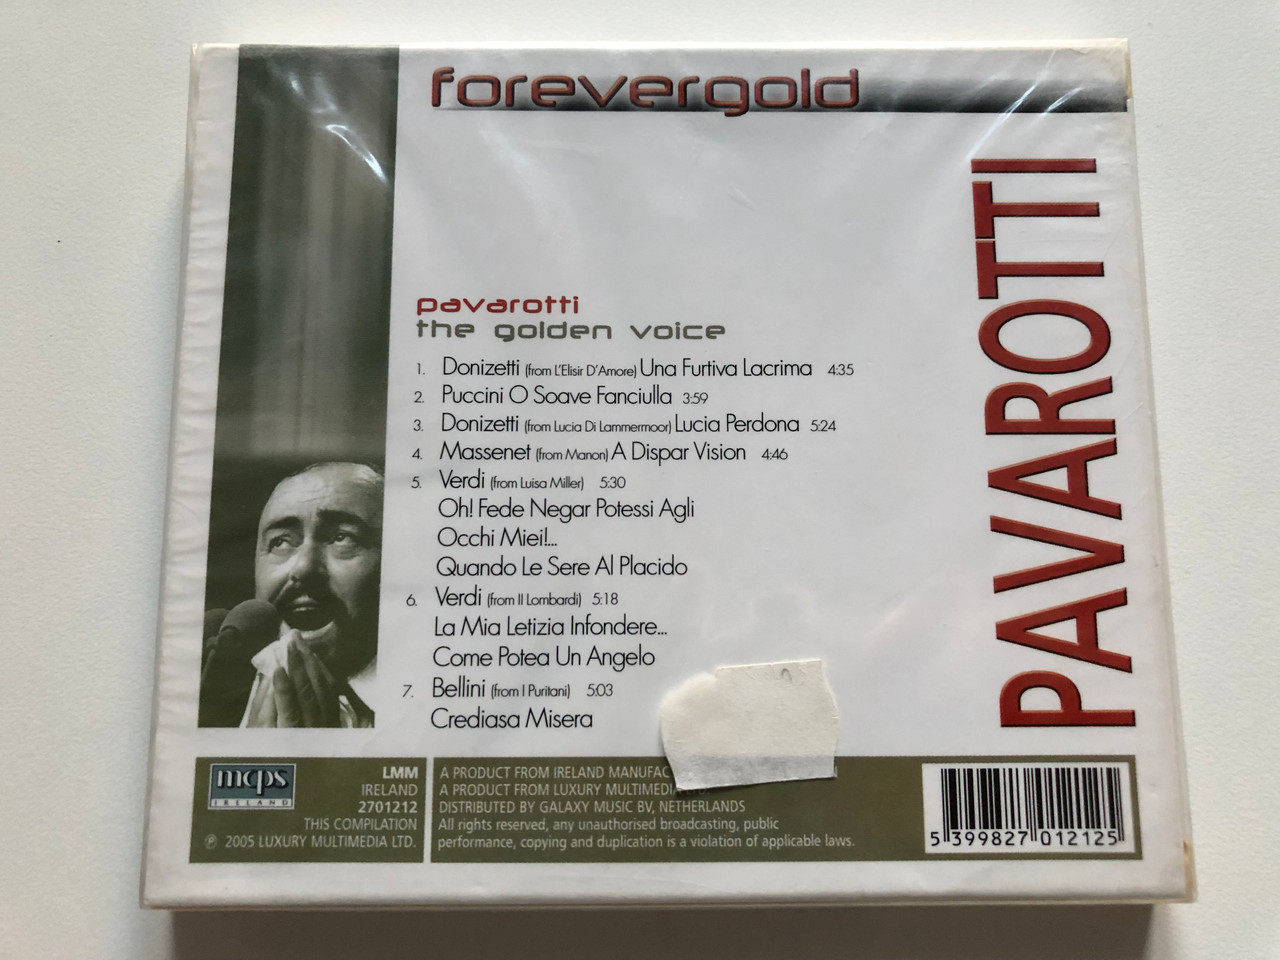 forevergold
PAVAROTTI
pavarotti
the golden voice
1. Donizetti (from L'Elisir D'Amore) Una Furtiva Lacrima 4:35
2. Puccini O Soave Fanciulla 3:59
3. Donizetti (from Lucia Di Lammermoor) Lucia Perdona 5:24
4. Massenet (from Manon) A Dispar Vision 4:46
5. Verdi (from Luisa Miller) 5:30
Oh! Fede Negar Potessi Agli
Occhi Miei!...
Quando Le Sere Al Placido
6. Verdi (from Il Lombardi) 5:18
La Mia Letizia Infondere...
Come Potea Un Angelo
7. Bellini (from I Puritani) 5:03
Crediasa Misera
mcps
IRELAND
LMM
IRELAND
2701212
THIS COMPILATION
℗ 2005 LUXURY MULTIMEDIA LTD.
A PRODUCT FROM IRELAND
A PRODUCT FROM LUXURY
DISTRIBUTED BY GALAXY MUSIC BV, NETHERLANDS
All rights reserved, any unauthorised broadcasting, public
performance, copying and duplication is a violation of applicable laws.
5 399827 012125